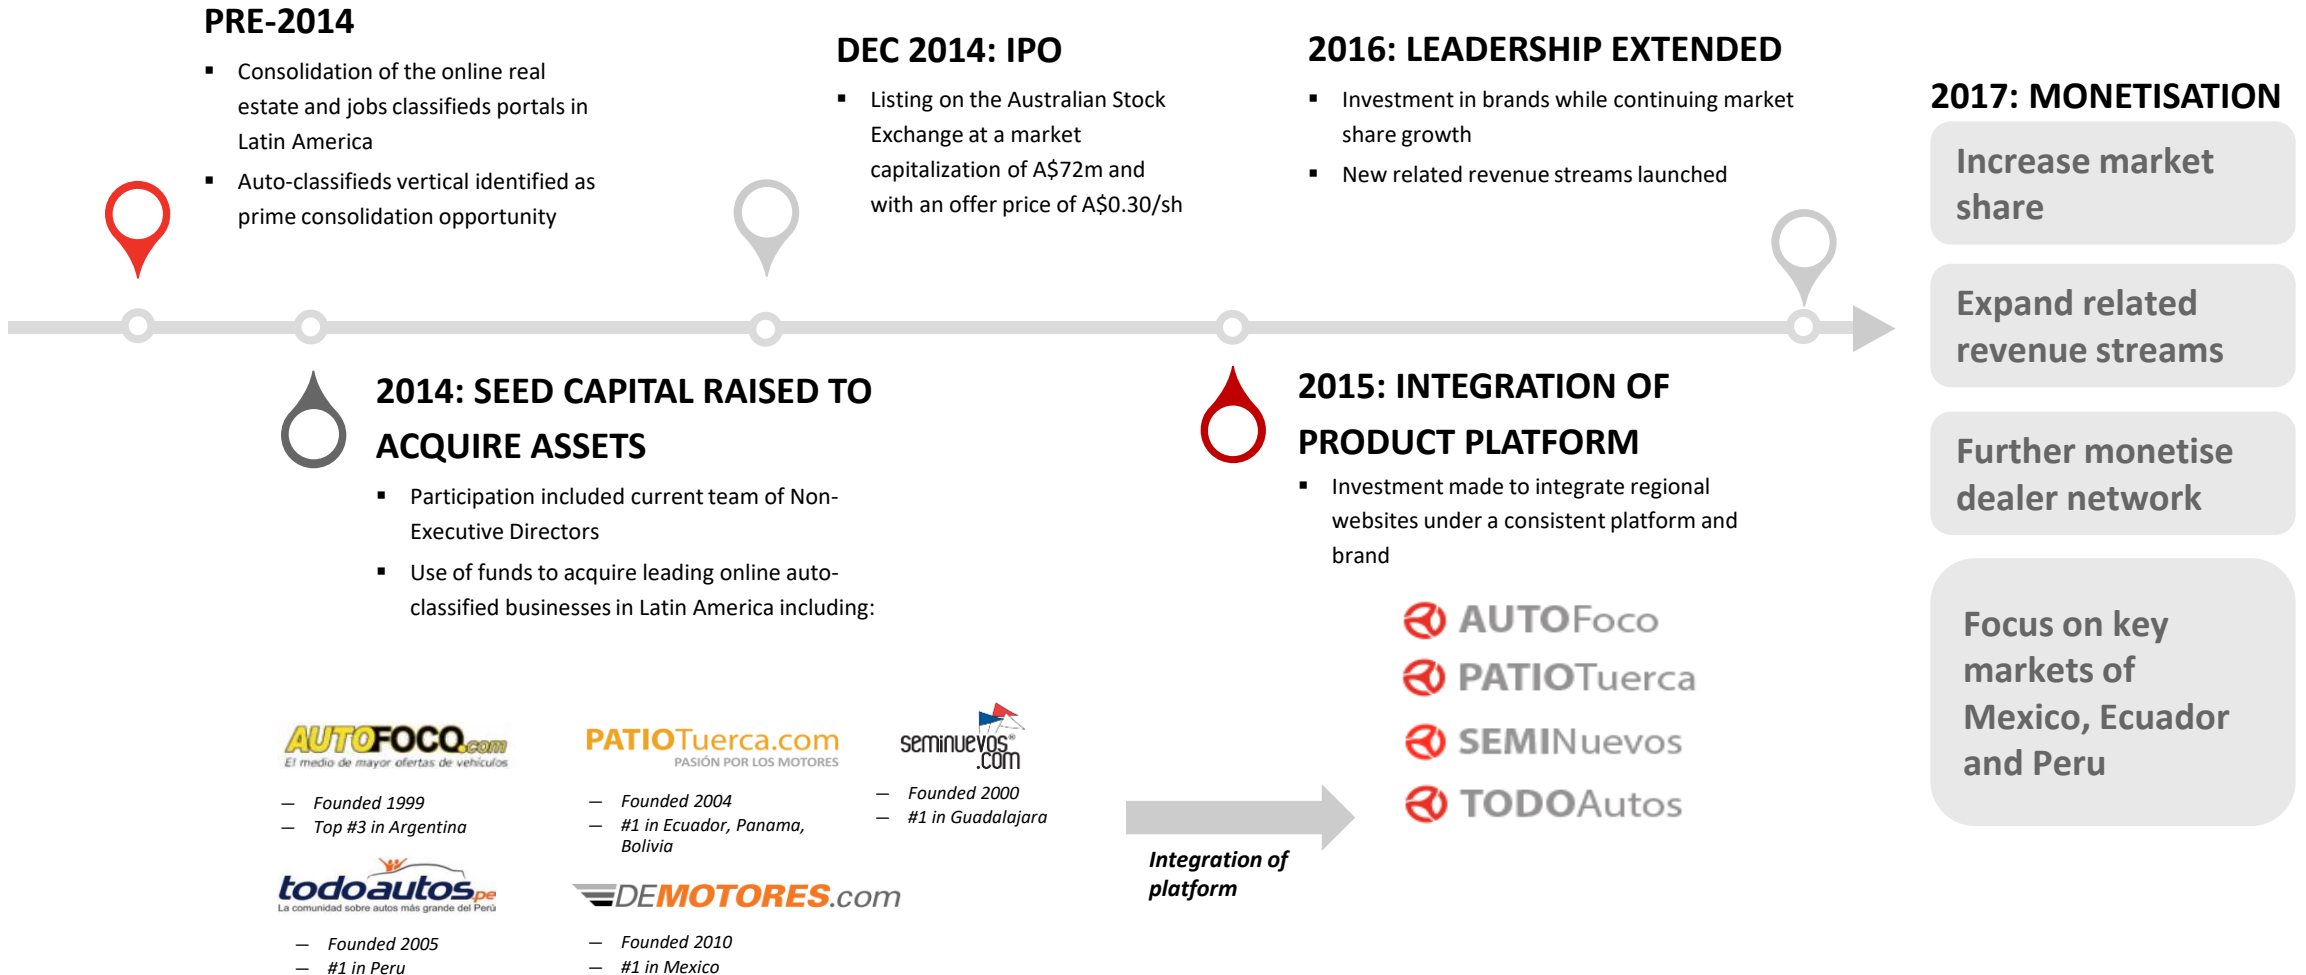 PRE-2014
▪ Consolidation of the online real
estate and jobs classifieds portals in
Latin America
▪ Auto-classifieds vertical identified as
prime consolidation opportunity
DEC 2014: IPO
▪ Listing on the Australian Stock
Exchange at a market
capitalization of A$72m and
with an offer price of A$0.30/sh
2016: LEADERSHIP EXTENDED
▪ Investment in brands while continuing market
share growth
▪ New related revenue streams launched
2017: MONETISATION
Increase market
share
Expand related
revenue streams
Further monetise
dealer network
Focus on key
markets of
Mexico, Ecuador
and Peru
2014: SEED CAPITAL RAISED TO
ACQUIRE ASSETS
▪ Participation included current team of Non-
Executive Directors
▪ Use of funds to acquire leading online auto-
classified businesses in Latin America including:
AUTOFOCO.com
El medio de mayor ofertas de vehículos
— Founded 1999
— Top #3 in Argentina
PATIOTuerca.com
PASIÓN POR LOS MOTORES
— Founded 2004
— #1 in Ecuador, Panama,
Bolivia
seminuevos®
.com
— Founded 2000
— #1 in Guadalajara
todoautos.pe
La comunidad sobre autos más grande del Perú
— Founded 2005
— #1 in Peru
DEMOTORES.com
— Founded 2010
— #1 in Mexico
Integration of
platform
2015: INTEGRATION OF
PRODUCT PLATFORM
▪ Investment made to integrate regional
websites under a consistent platform and
brand
AUTOFoco
PATIOTuerca
SEMINuevos
TODOAutos